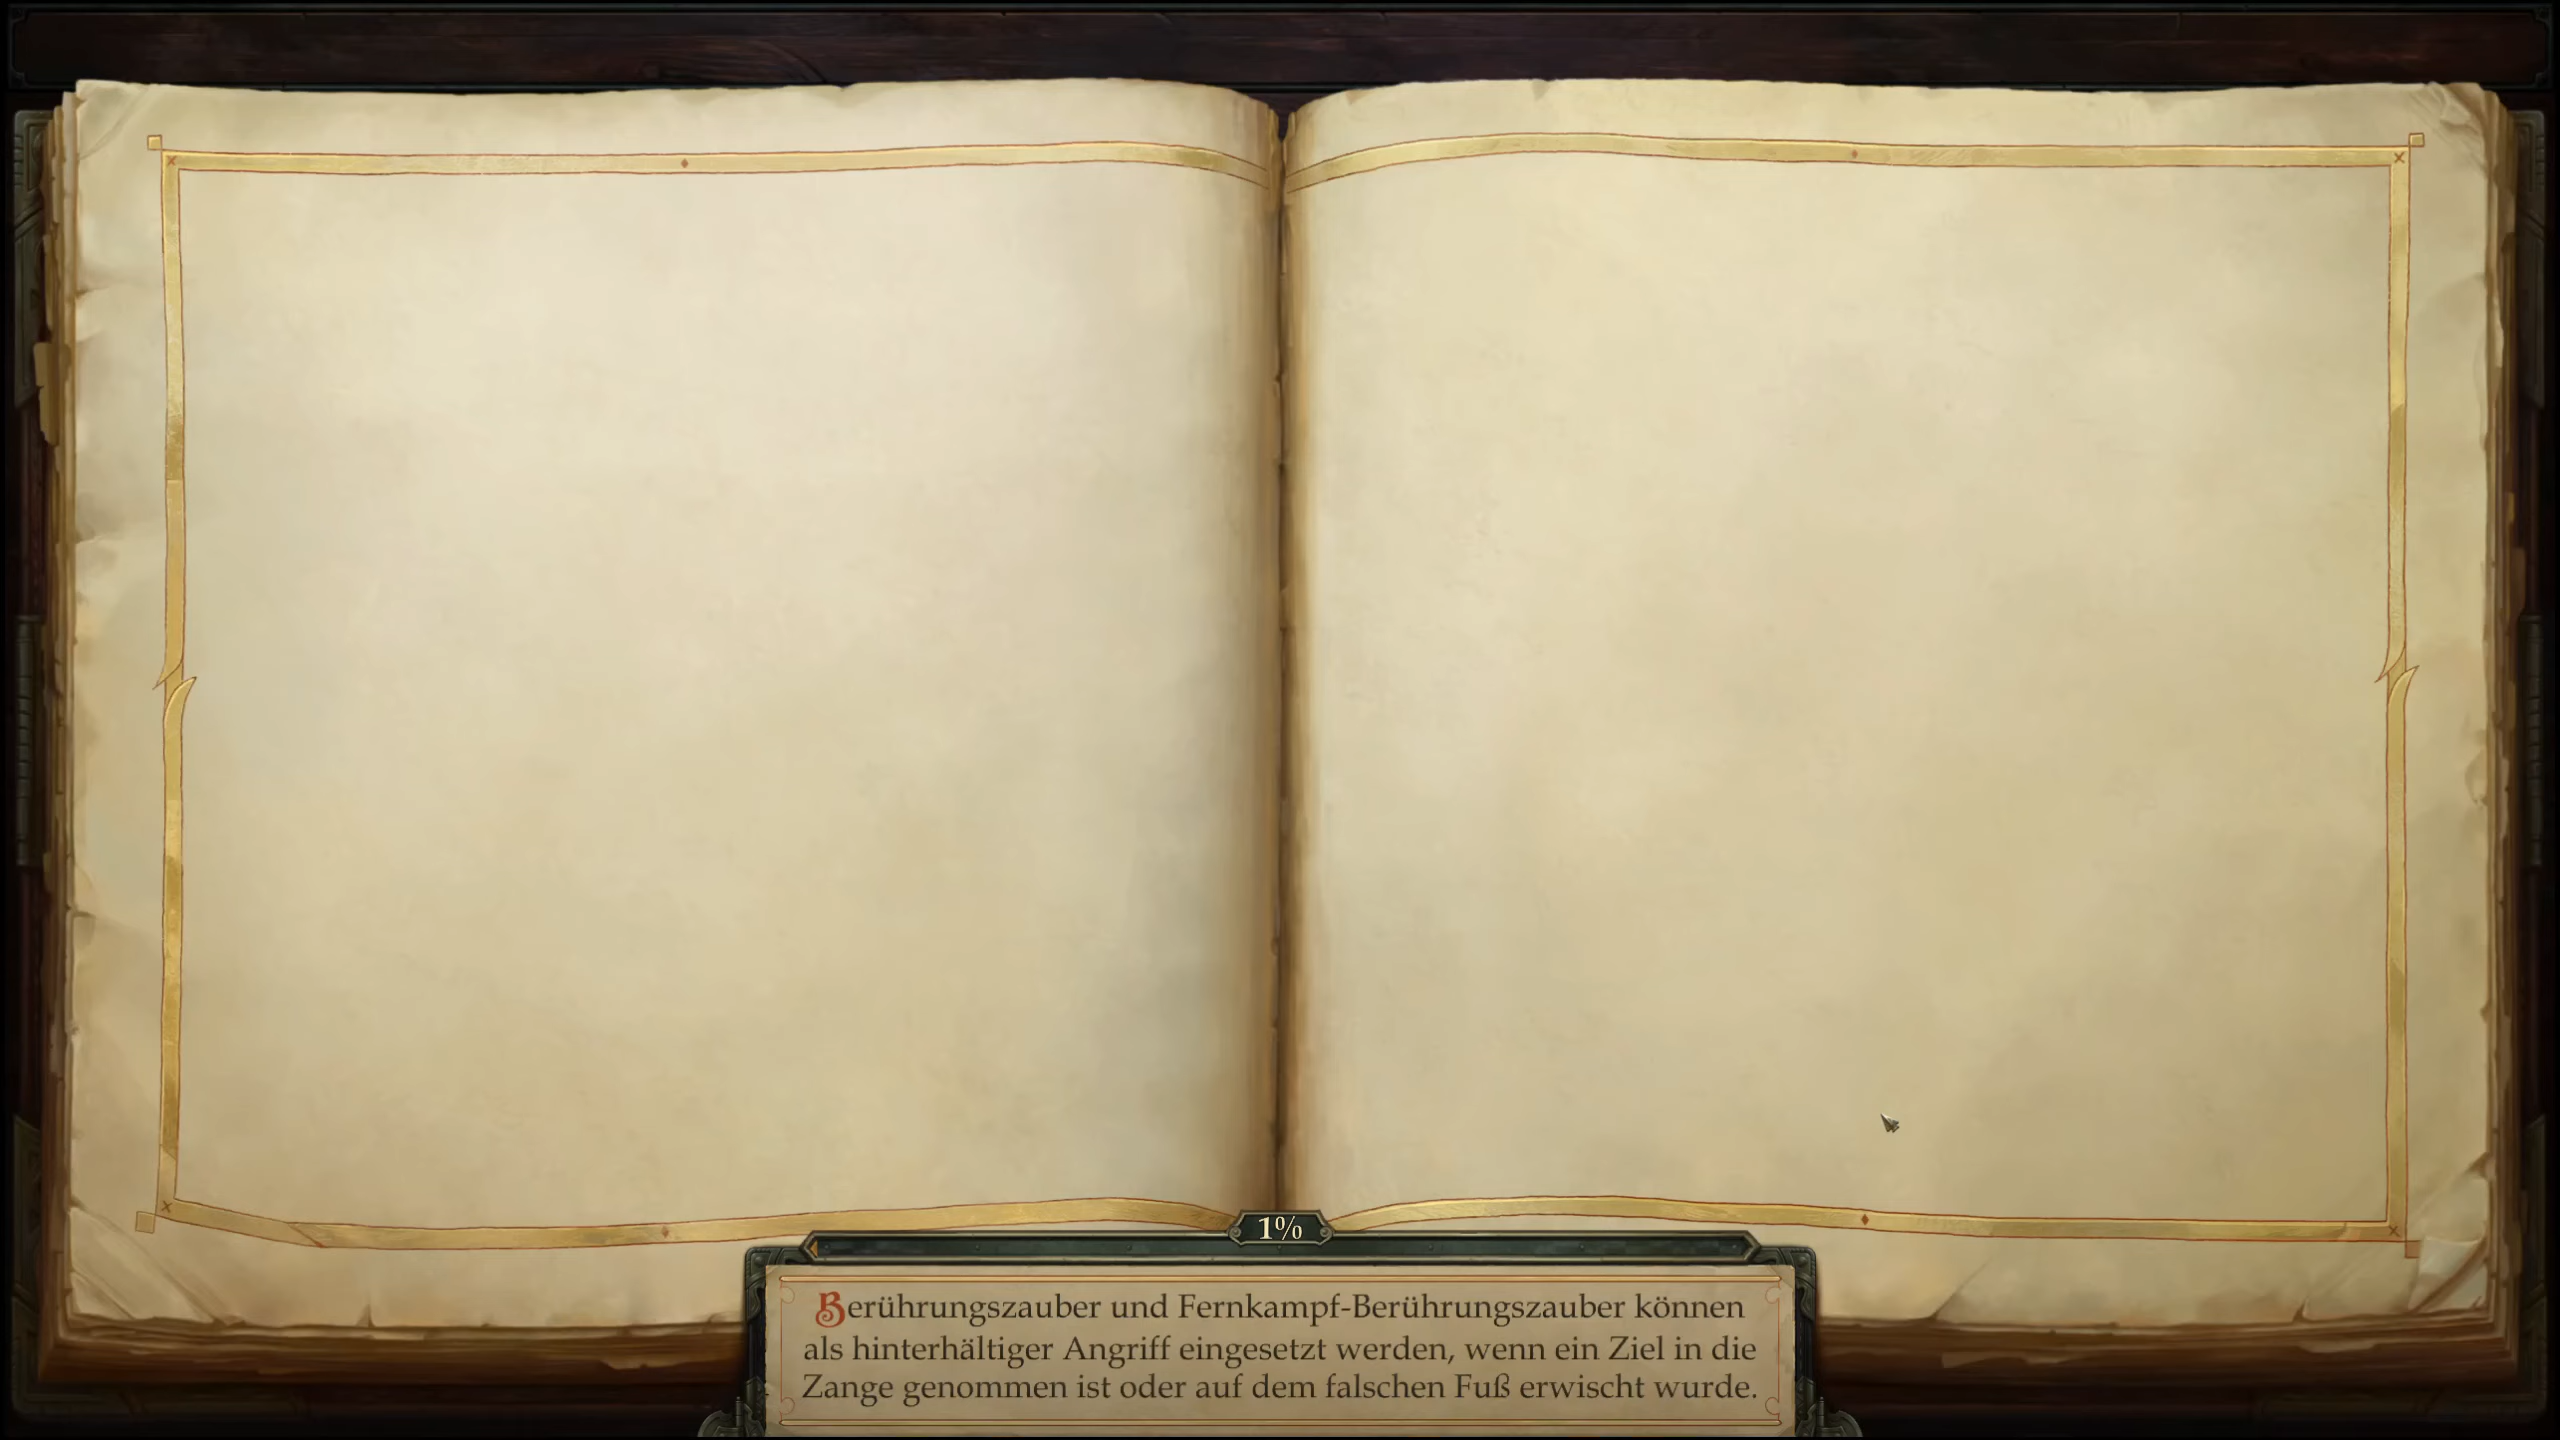 1%
Berührungszauber und Fernkampf-Berührungszauber können
als hinterhältiger Angriff eingesetzt werden, wenn ein Ziel in die
Zange genommen ist oder auf dem falschen Fuß erwischt wurde.